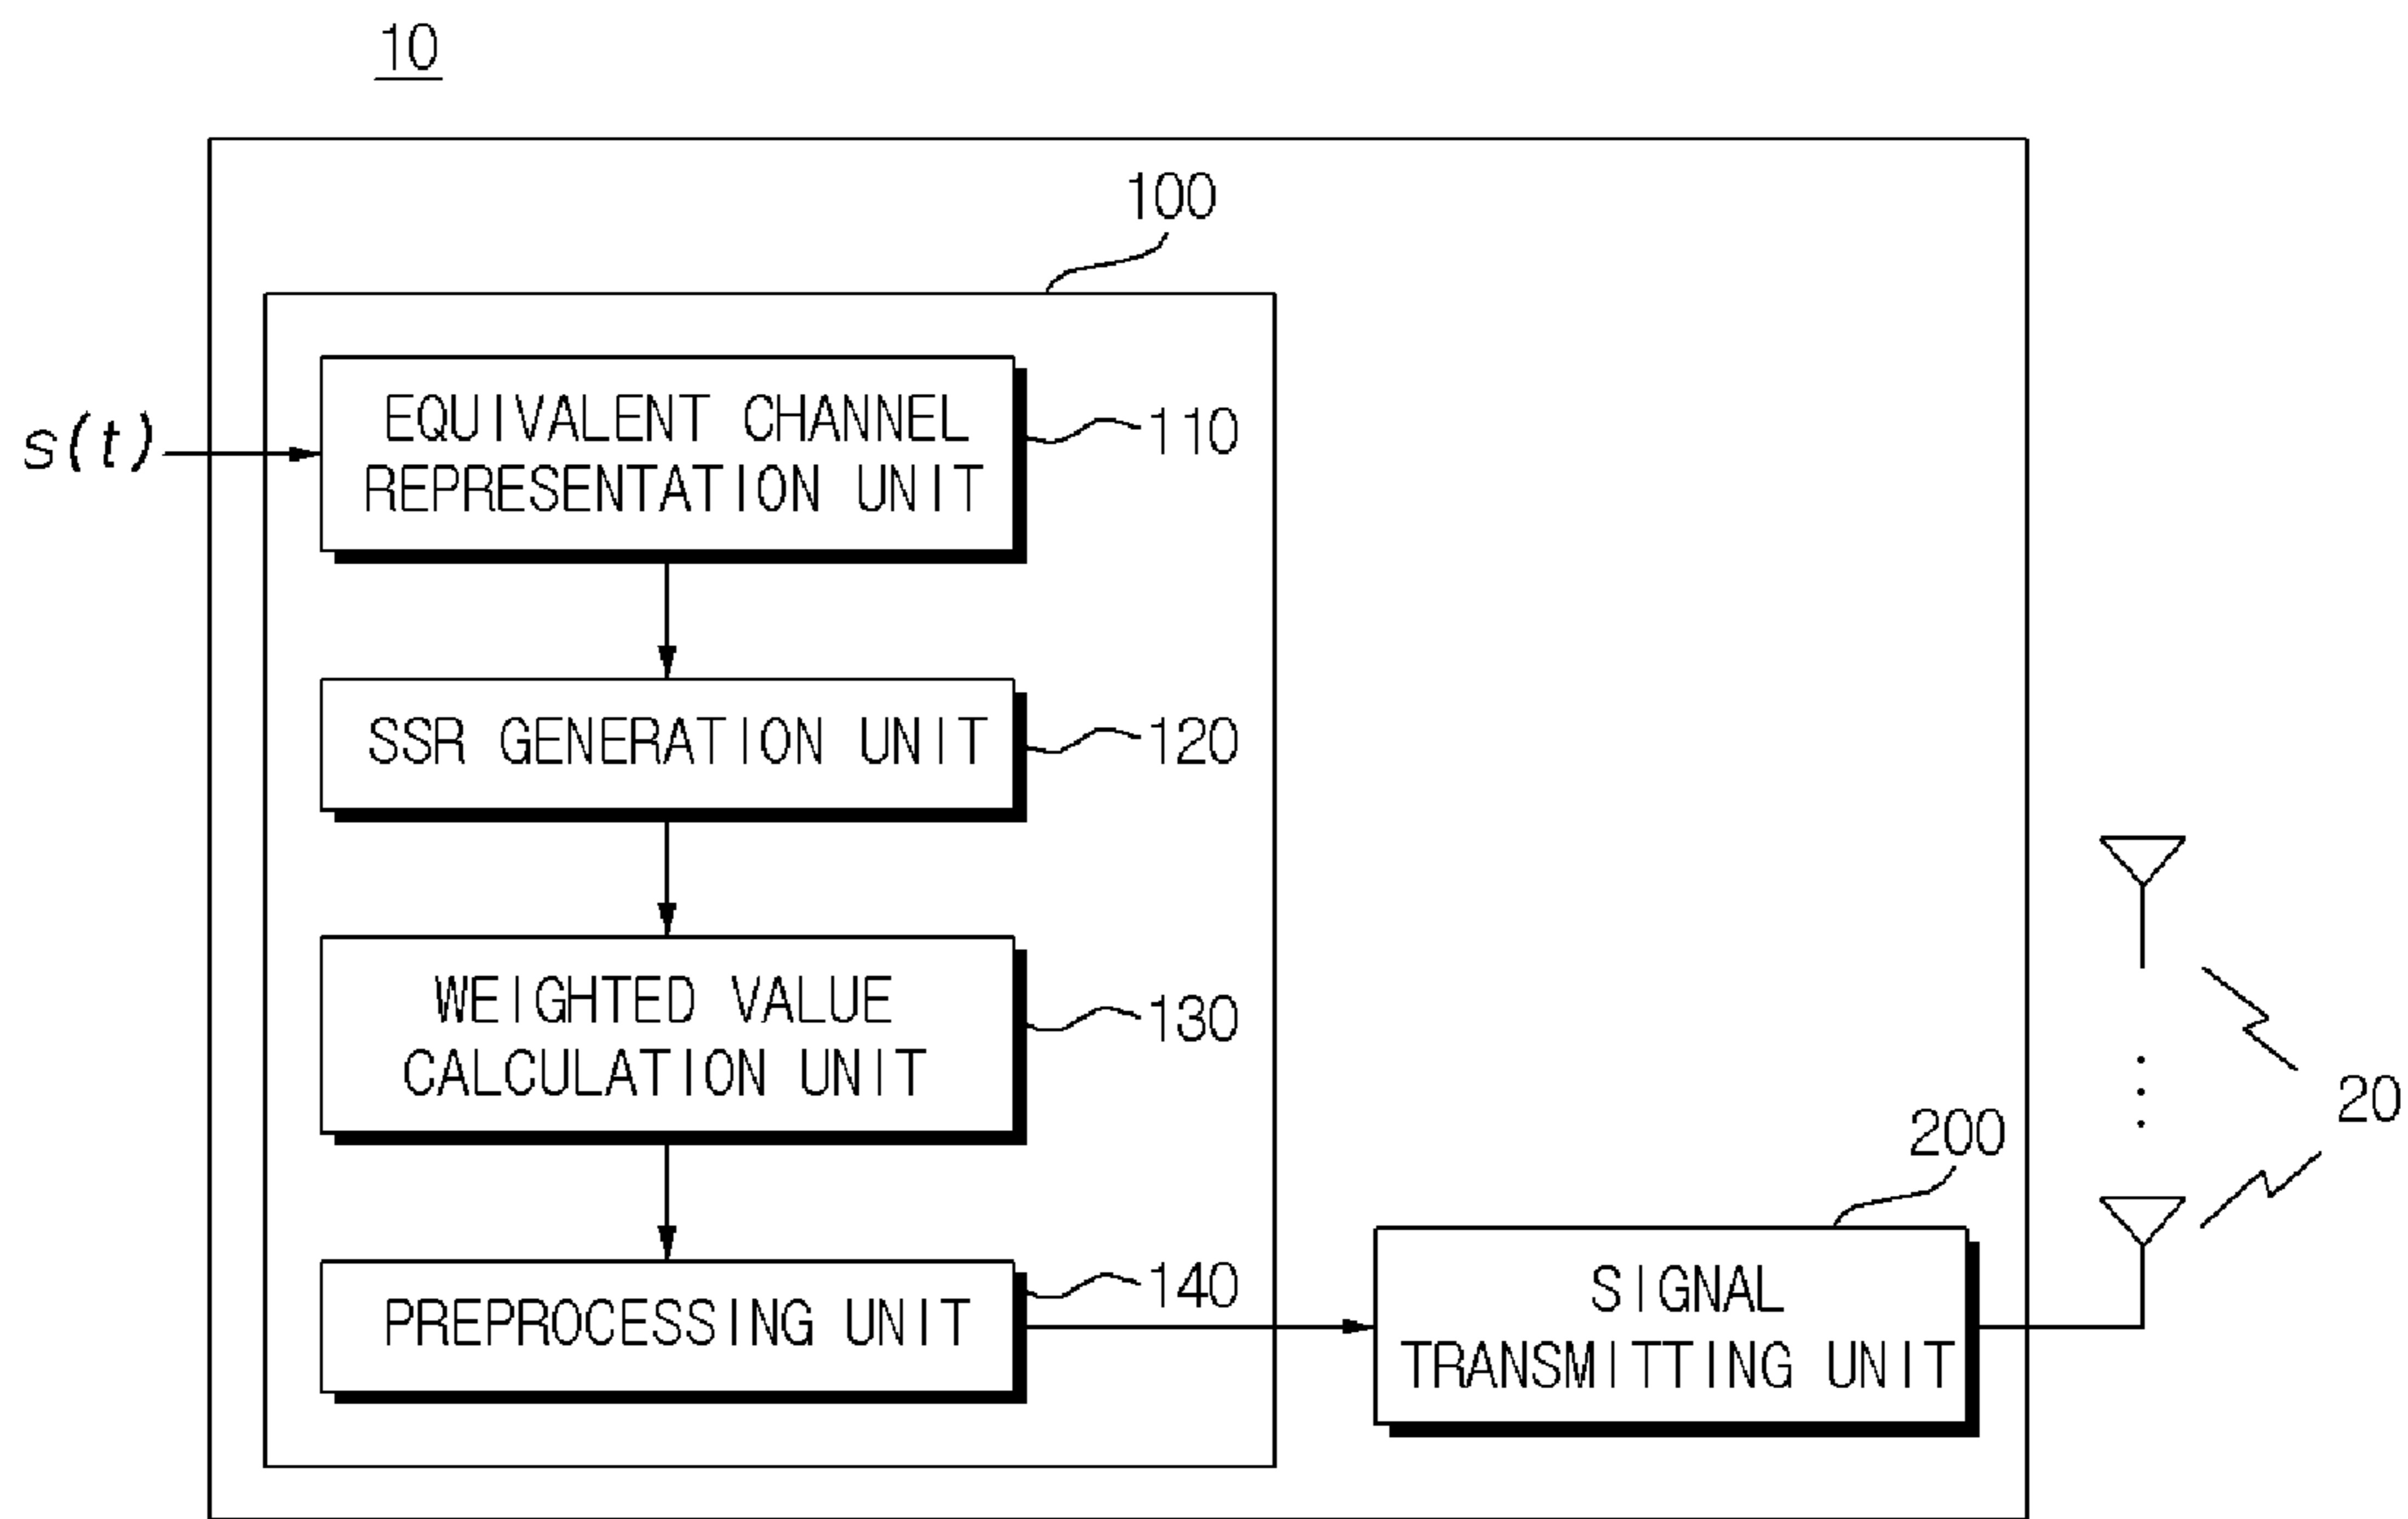 10
100
s(t)
EQUIVALENT CHANNEL
REPRESENTATION UNIT
110
SSR GENERATION UNIT
120
WEIGHTED VALUE
CALCULATION UNIT
130
20
200
PREPROCESSING UNIT
140
SIGNAL
TRANSMITTING UNIT